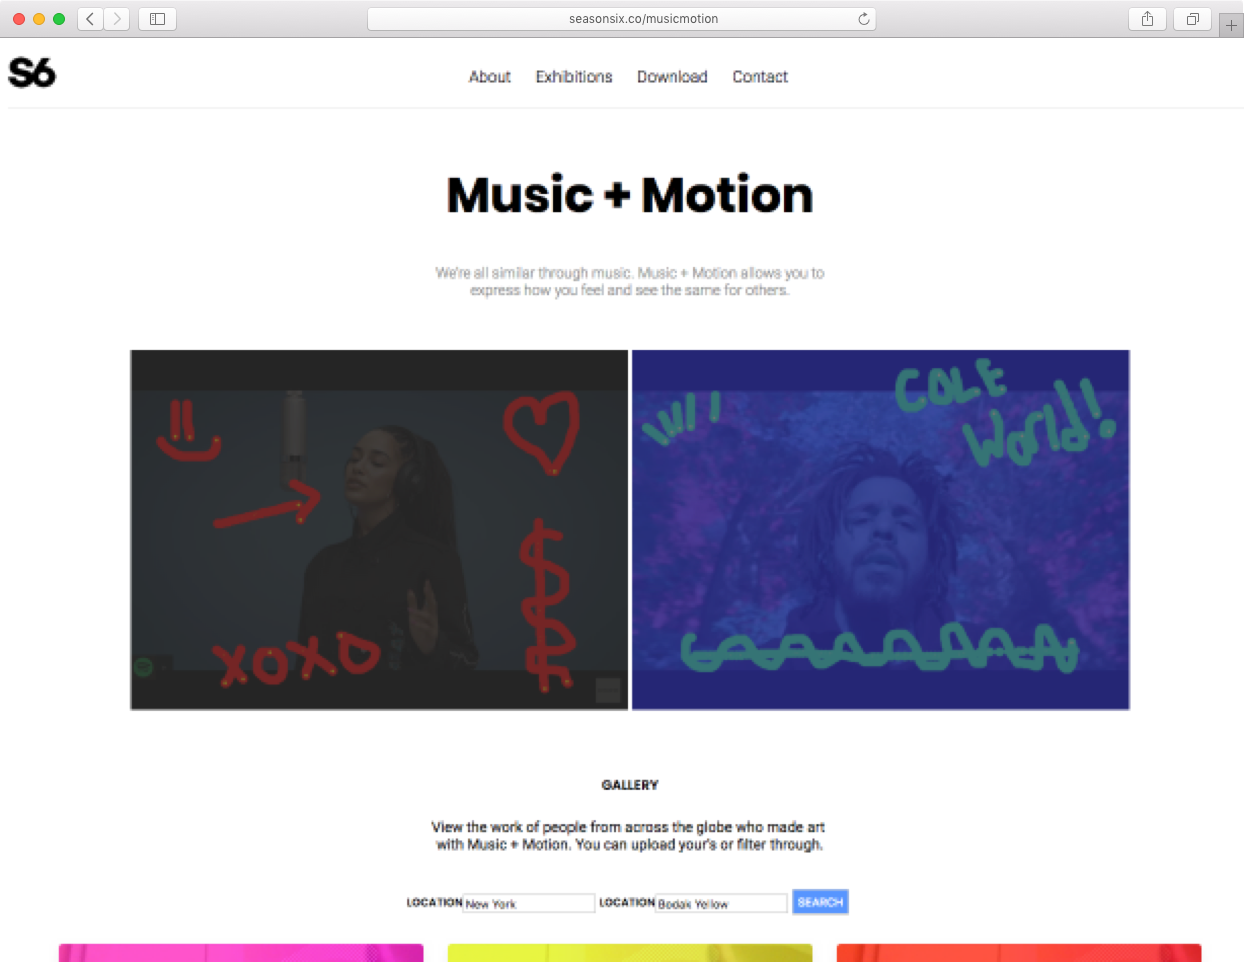 seasonsix.co/musicmotion
S6
About Exhibitions Download Contact
Music + Motion
We're all similar through music. Music + Motion allows you to
express how you feel and see the same for others.
COLE
World!
XOXO
GALLERY
View the work of people from across the globe who made art
with Music + Motion. You can upload your's or filter through.
LOCATION New York LOCATION Bodak Yellow SEARCH